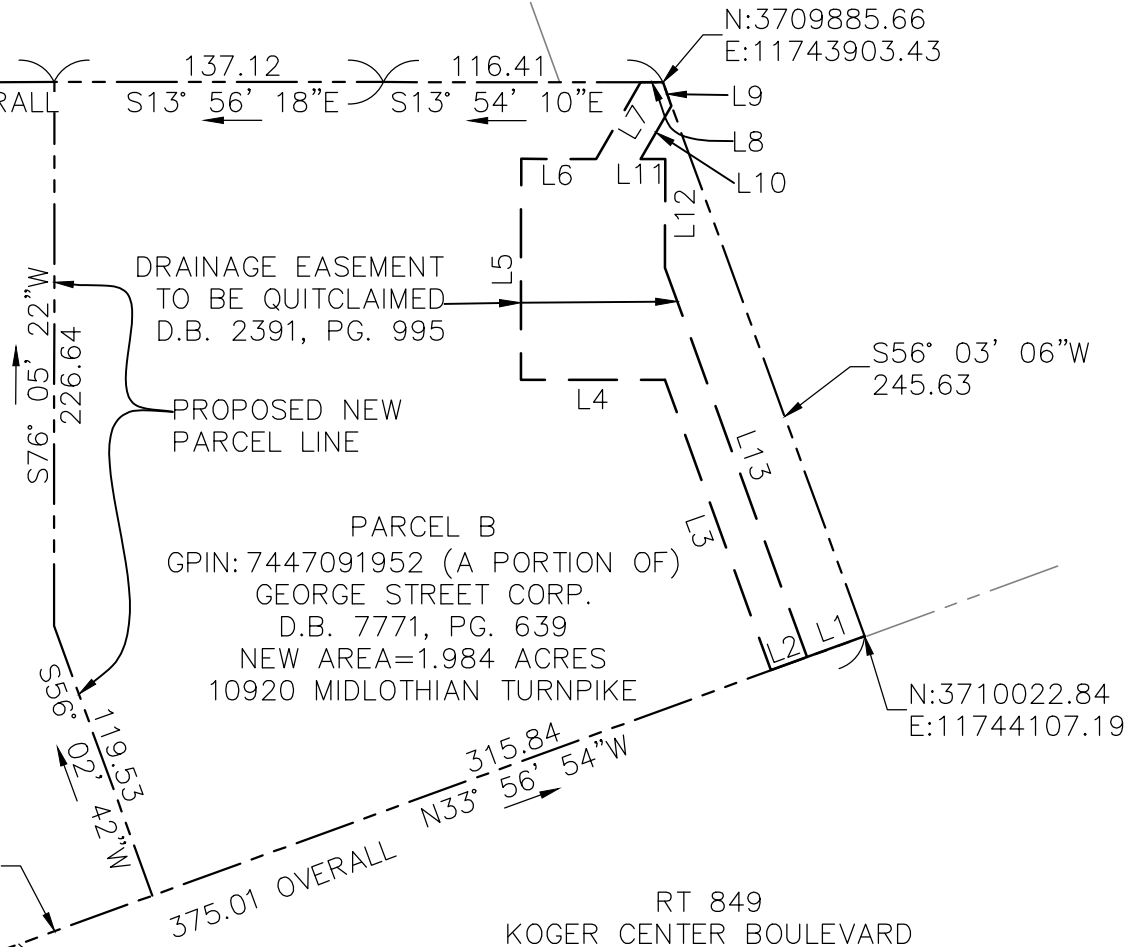 N:3709885.66
E:11743903.43
137.12
116.41
RALL
S13° 56' 18"E
S13° 54' 10"E
L9
L7
L8
L6
L11
L10
L12
DRAINAGE EASEMENT
TO BE QUITCLAIMED
D.B. 2391, PG. 995
L5
S76° 05' 22"W
226.64
S56° 03' 06"W
245.63
L4
PROPOSED NEW
PARCEL LINE
L13
L3
PARCEL B
GPIN: 7447091952 (A PORTION OF)
GEORGE STREET CORP.
D.B. 7771, PG. 639
NEW AREA=1.984 ACRES
10920 MIDLOTHIAN TURNPIKE
L2
L1
N:3710022.84
E:11744107.19
S56° 02' 42"W
119.53
315.84
N33° 56' 54"W
375.01 OVERALL
RT 849
KOGER CENTER BOULEVARD